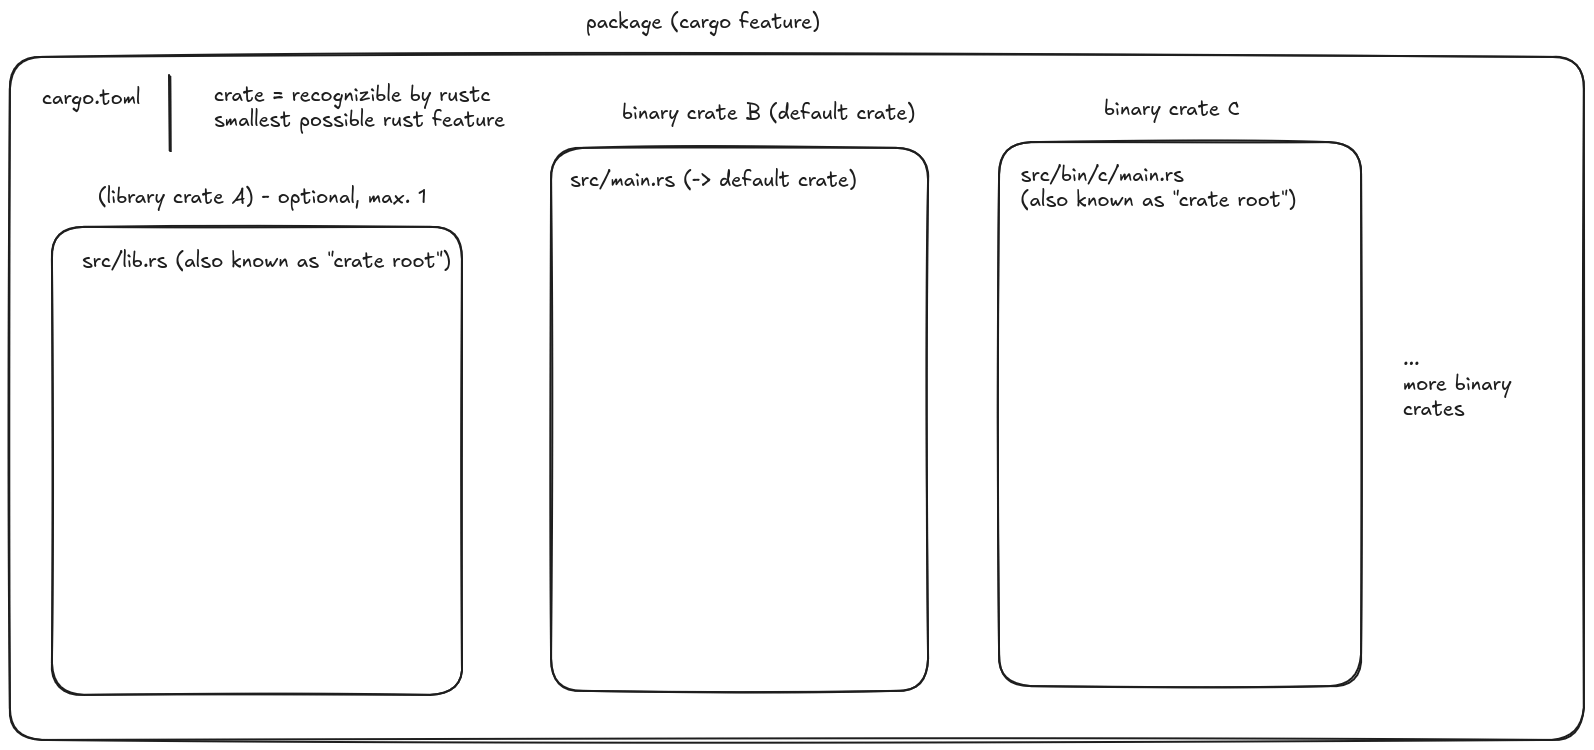 package (cargo feature)
cargo.toml
crate = recognizible by rustc
smallest possible rust feature
(library crate A) - optional, max. 1
src/lib.rs (also known as "crate root")
binary crate B (default crate)
src/main.rs (-> default crate)
binary crate C
src/bin/c/main.rs
(also known as "crate root")
...
more binary
crates